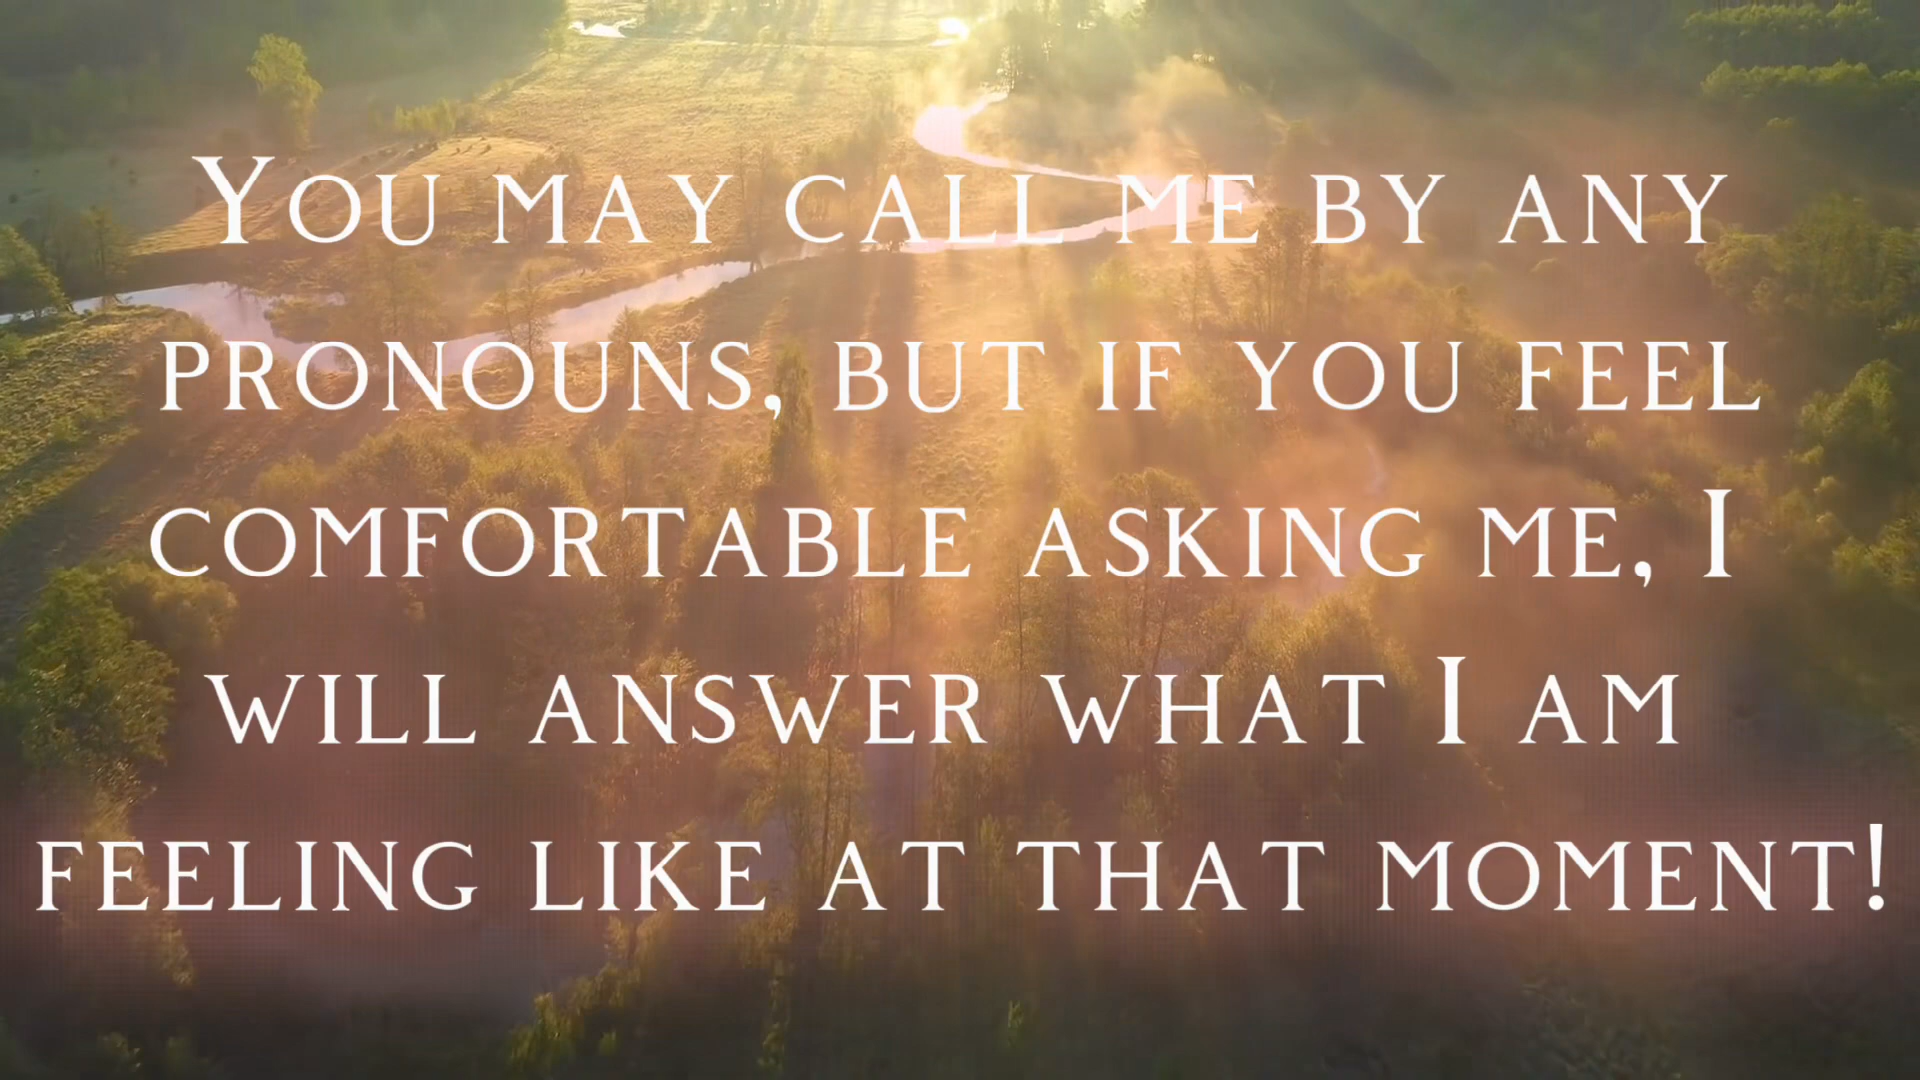 You may call me by any
pronouns, but if you feel
comfortable asking me, I
will answer what I am
feeling like at that moment!